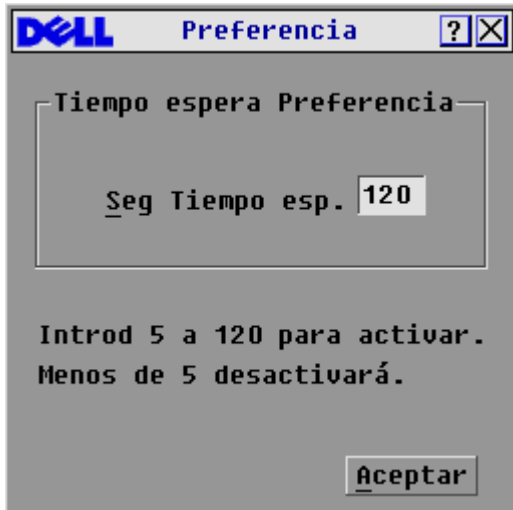 DELL Preferencia ? X
Tiempo espera Preferencia
Seg Tiempo esp. 120
Introd 5 a 120 para activar.
Menos de 5 desactivará.
Aceptar